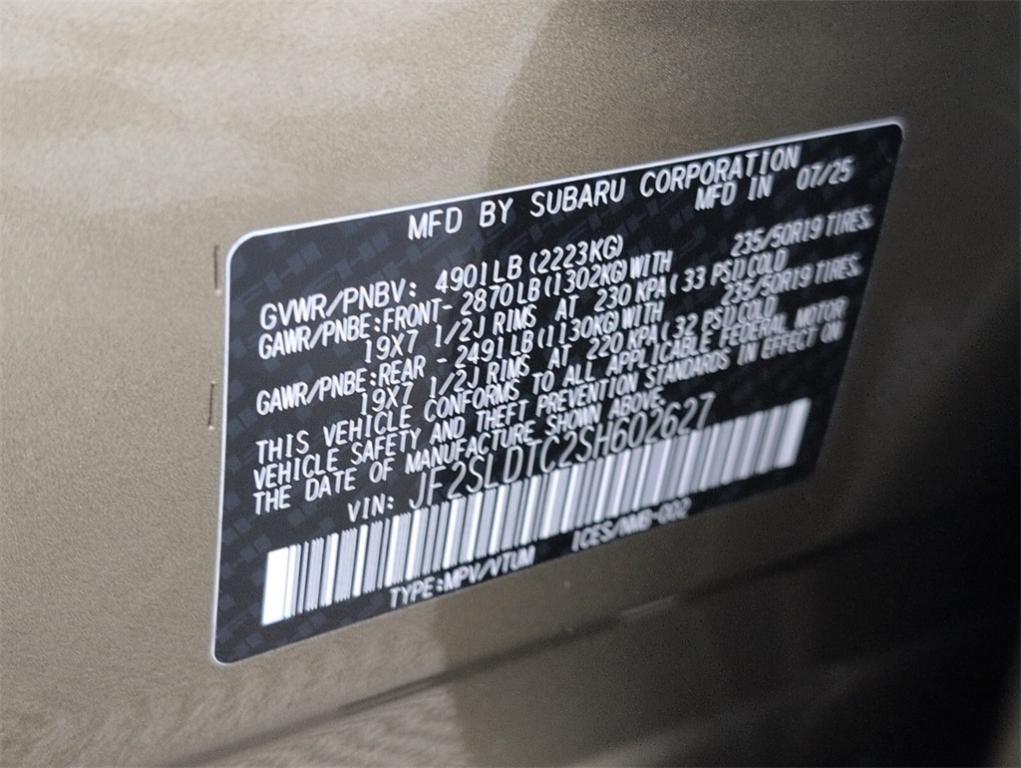 MFD BY SUBARU CORPORATION
MFD IN 07/25
GVWR/PNBV: 4901LB (2223KG)
GAWR/PNBE:FRONT- 2870LB(1302KG)WITH 235/50R19 TIRES,
19X7 1/2J RIMS AT 230 KPA( 33 PSI)COLD
GAWR/PNBE:REAR - 2491LB(1130KG)WITH 235/50R19 TIRES,
19X7 1/2J RIMS AT 220 KPA( 32 PSI)COLD
THIS VEHICLE CONFORMS TO ALL APPLICABLE FEDERAL MOTOR
VEHICLE SAFETY AND THEFT PREVENTION STANDARDS IN EFFECT ON
THE DATE OF MANUFACTURE SHOWN ABOVE.
VIN: JF2SLDTC2SH602627
TYPE:MPV/VTUM ICES/NMB-002